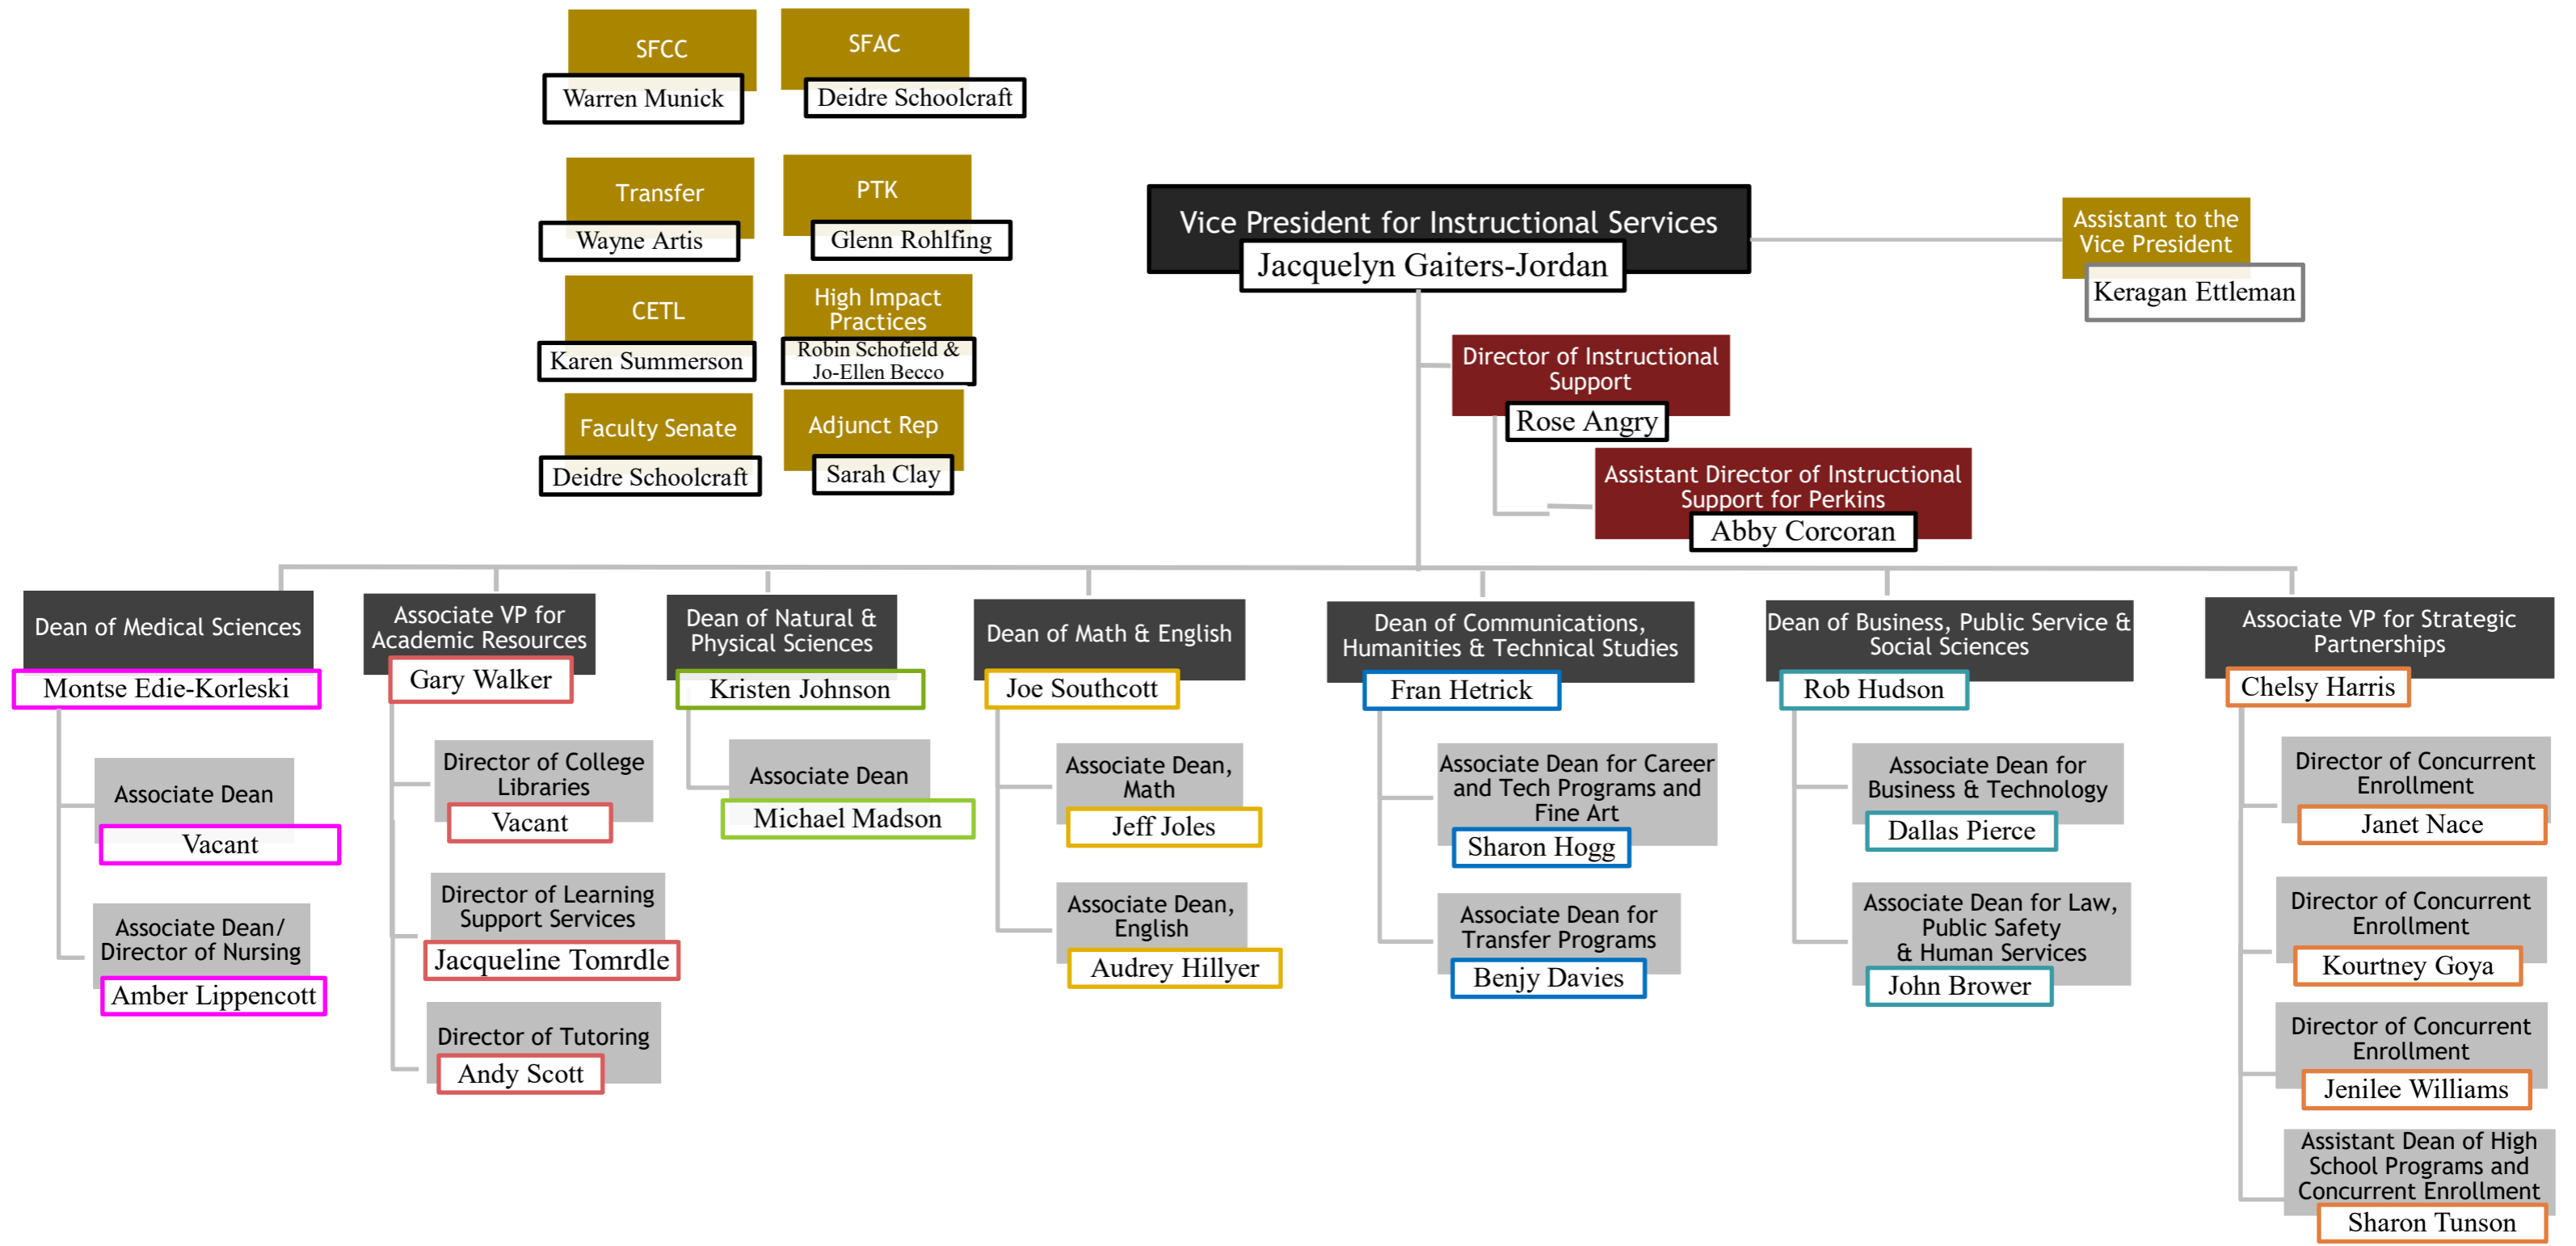 SFCC
Warren Munick
SFAC
Deidre Schoolcraft
Transfer
Wayne Artis
PTK
Glenn Rohlfing
CETL
Karen Summerson
High Impact
Practices
Robin Schofield &
Jo-Ellen Becco
Faculty Senate
Deidre Schoolcraft
Adjunct Rep
Sarah Clay
Vice President for Instructional Services
Jacquelyn Gaiters-Jordan
Assistant to the
Vice President
Keragan Ettleman
Director of Instructional
Support
Rose Angry
Assistant Director of Instructional
Support for Perkins
Abby Corcoran
Dean of Medical Sciences
Montse Edie-Korleski
Associate Dean
Vacant
Associate Dean/
Director of Nursing
Amber Lippencott
Associate VP for
Academic Resources
Gary Walker
Director of College
Libraries
Vacant
Director of Learning
Support Services
Jacqueline Tomrdle
Director of Tutoring
Andy Scott
Dean of Natural &
Physical Sciences
Kristen Johnson
Associate Dean
Michael Madson
Dean of Math & English
Joe Southcott
Associate Dean,
Math
Jeff Joles
Associate Dean,
English
Audrey Hillyer
Dean of Communications,
Humanities & Technical Studies
Fran Hetrick
Associate Dean for Career
and Tech Programs and
Fine Art
Sharon Hogg
Associate Dean for
Transfer Programs
Benjy Davies
Dean of Business, Public Service &
Social Sciences
Rob Hudson
Associate Dean for
Business & Technology
Dallas Pierce
Associate Dean for Law,
Public Safety
& Human Services
John Brower
Associate VP for Strategic
Partnerships
Chelsy Harris
Director of Concurrent
Enrollment
Janet Nace
Director of Concurrent
Enrollment
Kourtney Goya
Director of Concurrent
Enrollment
Jenilee Williams
Assistant Dean of High
School Programs and
Concurrent Enrollment
Sharon Tunson